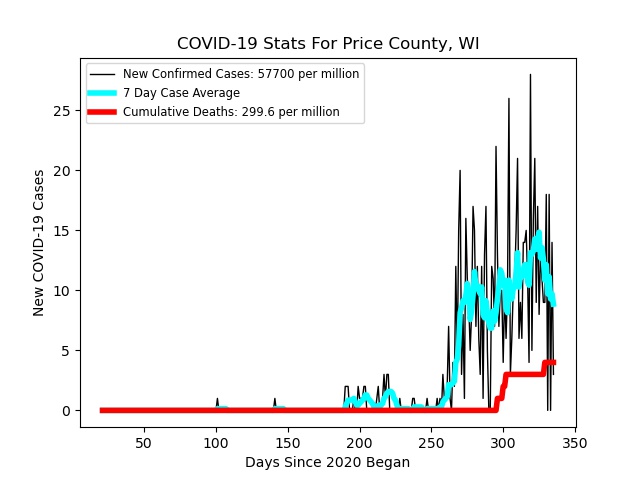 COVID-19 Stats For Price County, WI
New Confirmed Cases: 57700 per million
7 Day Case Average
Cumulative Deaths: 299.6 per million
New COVID-19 Cases
25
20
15
10
5
0
50
100
150
200
250
300
350
Days Since 2020 Began